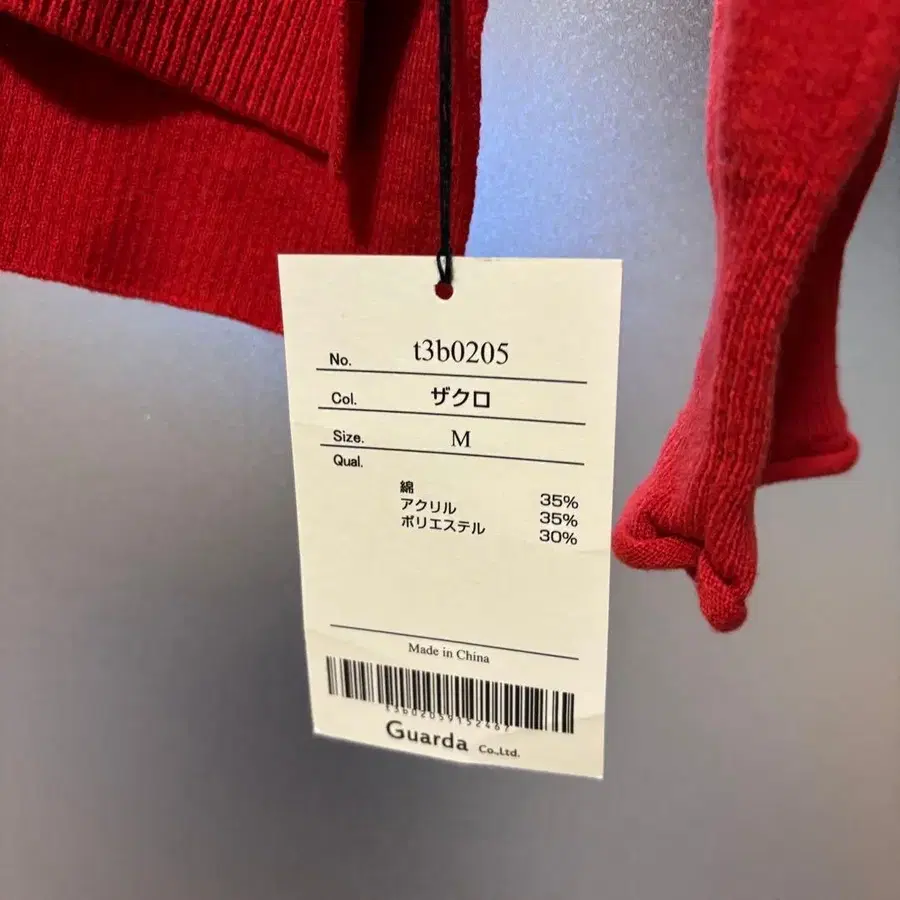 No. t3b0205
Col. ザクロ
Size. M
Qual.
綿 35%
アクリル 35%
ポリエステル 30%
Made in China
Guarda Co.,Ltd.